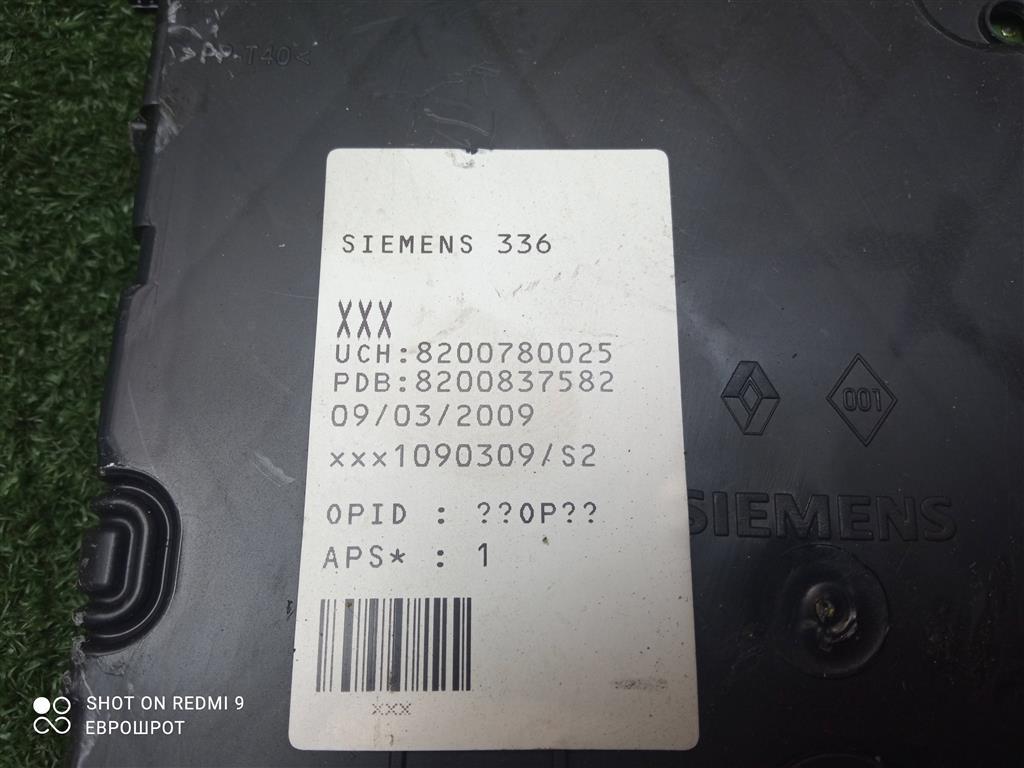 >PP-T40<
SIEMENS 336
XXX
UCH:8200780025
PDB:8200837582
09/03/2009
xxx1090309/S2
OPID : ??OP??
APS* : 1
xxx
001
SIEMENS
SHOT ON REDMI 9
ЕВРОШРОТ